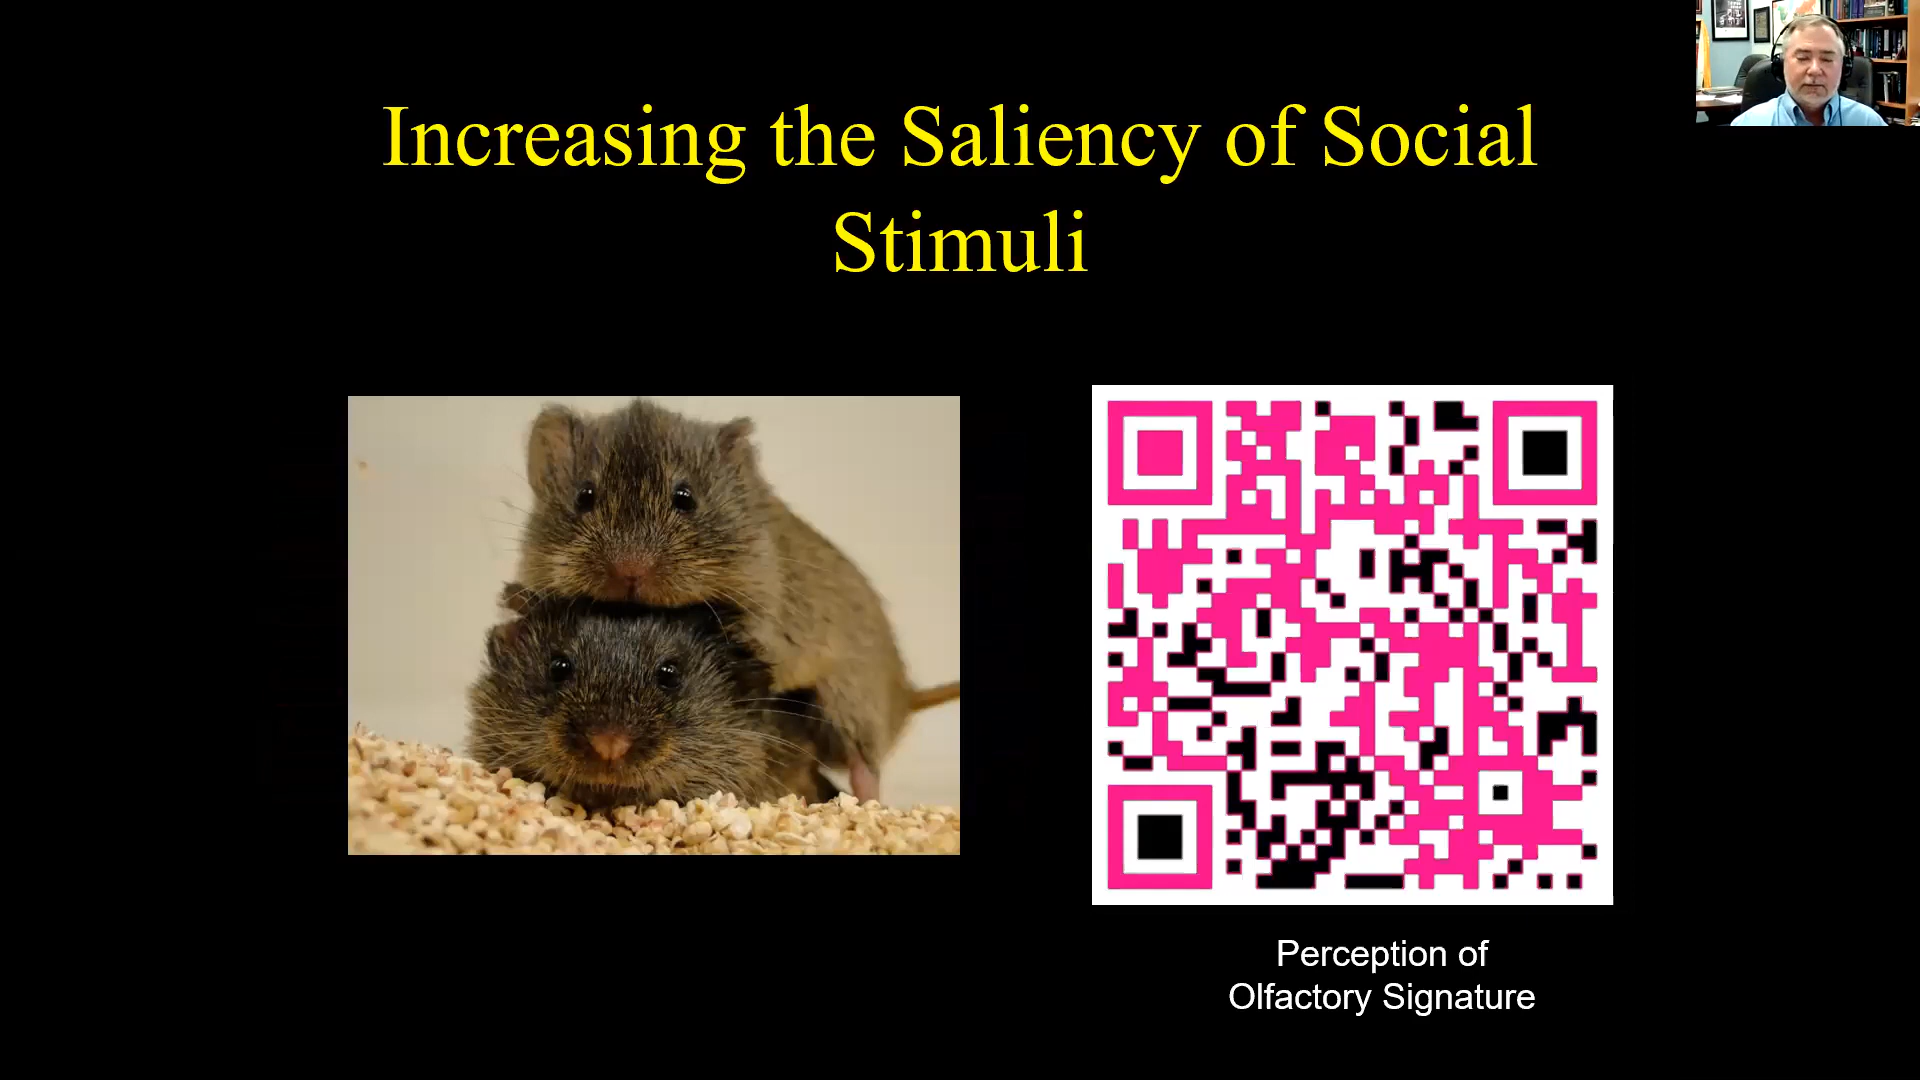 Increasing the Saliency of Social
Stimuli
Perception of
Olfactory Signature